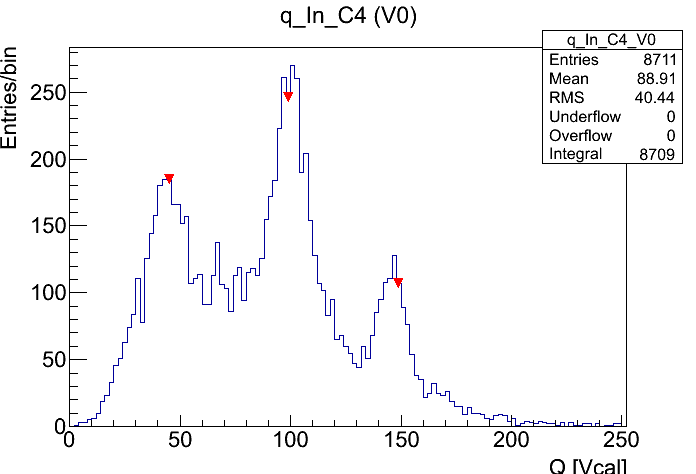 q_In_C4 (V0)
q_In_C4_V0
Entries 8711
Mean 88.91
RMS 40.44
Underflow 0
Overflow 0
Integral 8709
Entries/bin
250
200
150
100
50
0
0 50 100 150 200 250
Q [Vcal]